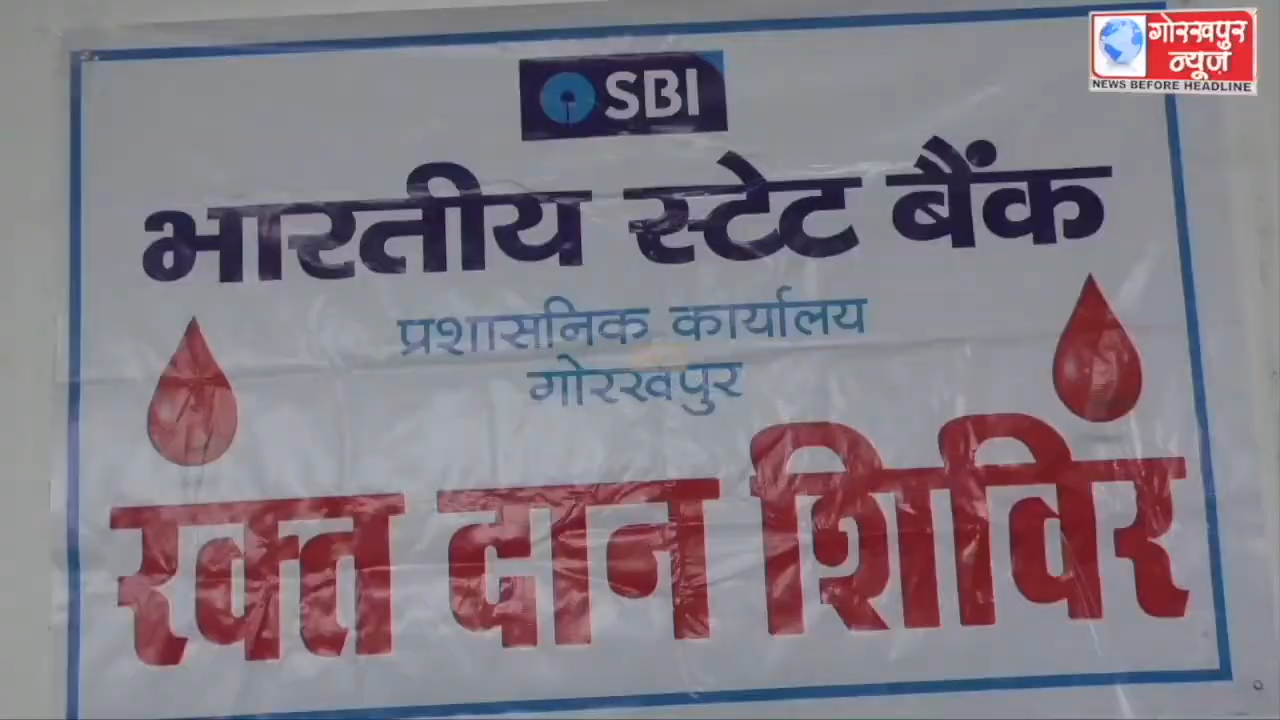 गोरखपुर
न्यूज़
NEWS BEFORE HEADLINE
SBI
भारतीय स्टेट बैंक
प्रशासनिक कार्यालय
गोरखपुर
रक्त दान शिविर